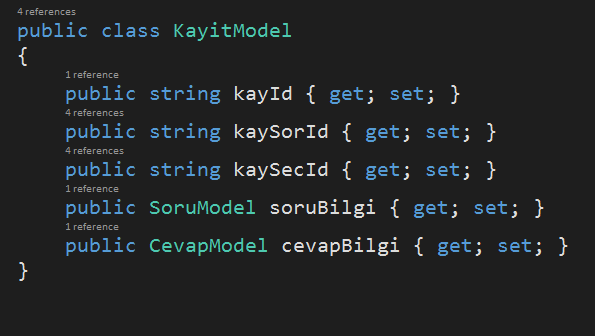 4 references
public class KayitModel
{
1 reference
public string kayId { get; set; }
4 references
public string kaySorId { get; set; }
4 references
public string kaySecId { get; set; }
1 reference
public SoruModel soruBilgi { get; set; }
1 reference
public CevapModel cevapBilgi { get; set; }
}